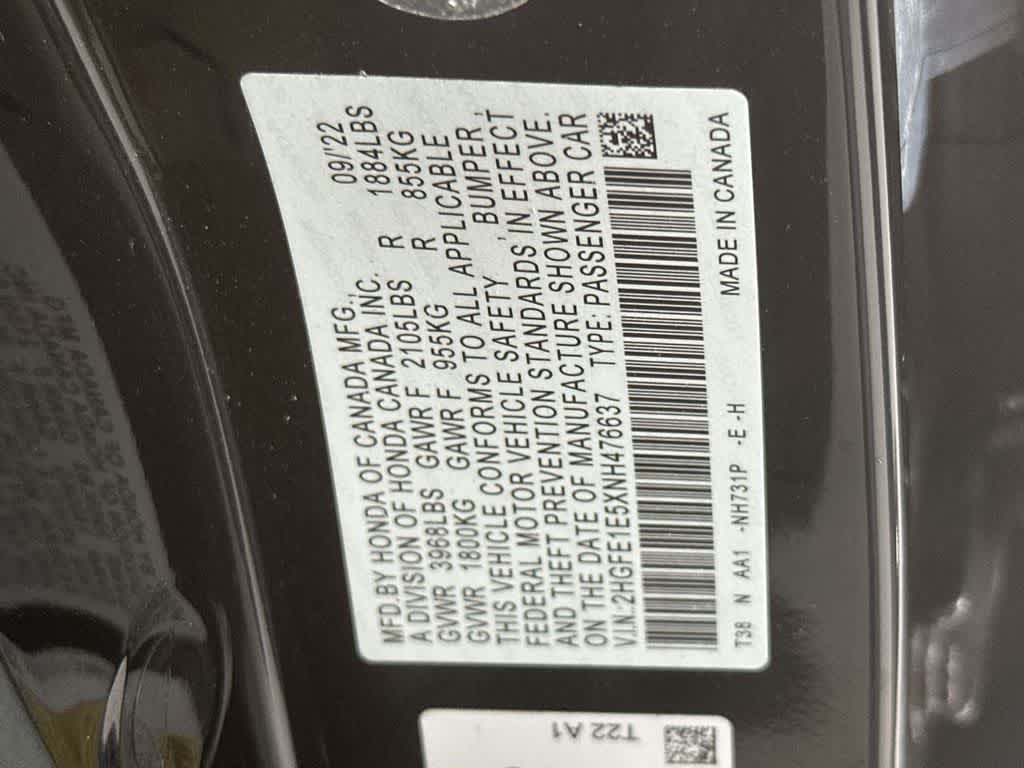 MFD.BY HONDA OF CANADA MFG., 09/22
A DIVISION OF HONDA CANADA INC.
GVWR 3968LBS GAWR F 2105LBS R 1884LBS
GVWR 1800KG GAWR F 955KG R 855KG
THIS VEHICLE CONFORMS TO ALL APPLICABLE
FEDERAL MOTOR VEHICLE SAFETY , BUMPER ,
AND THEFT PREVENTION STANDARDS IN EFFECT
ON THE DATE OF MANUFACTURE SHOWN ABOVE.
V.I.N.:2HGFE1E5XNH476637 TYPE:PASSENGER CAR
T38 N AA1 -NH731P -E -H MADE IN CANADA
T22 A1